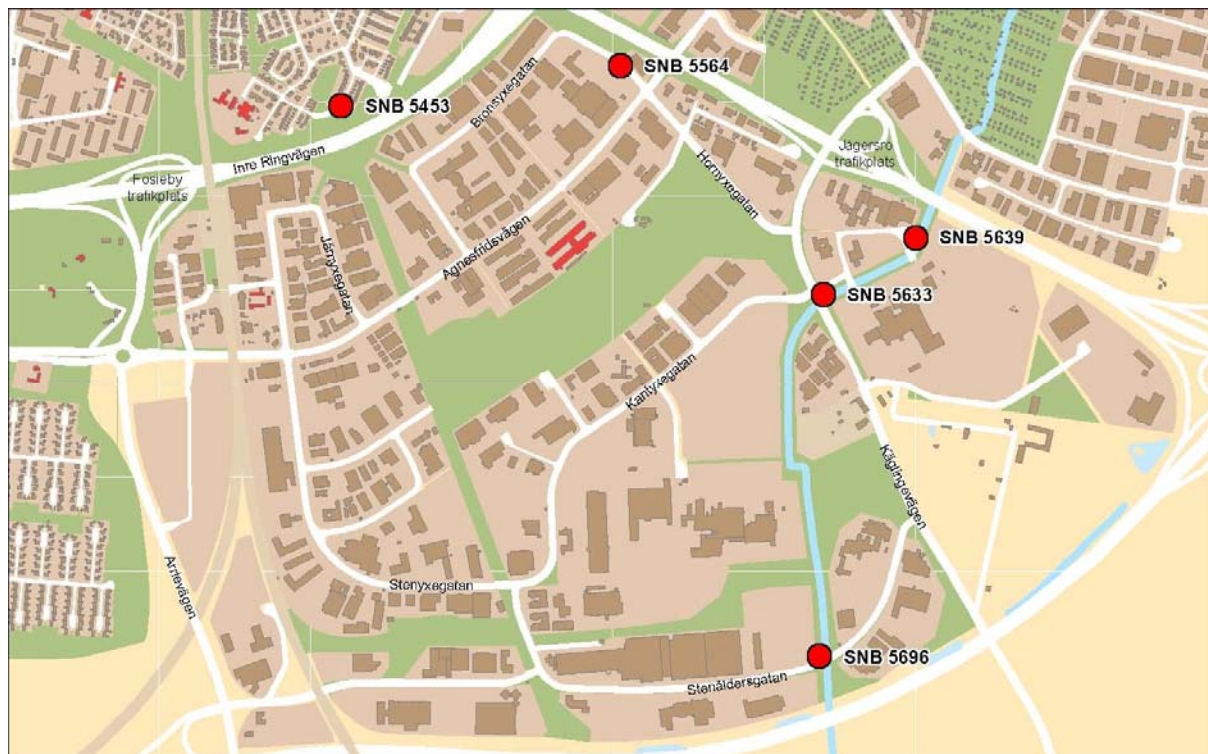 SNB 5564
SNB 5453
Bronsyxegatan
Inre Ringvägen
Jägersro
trafikplats
Fosieby
trafikplats
Hornyxegatan
Agnesfridsvägen
Järnyxegatan
SNB 5639
SNB 5633
Kantyxegatan
Käglingevägen
Arrievägen
Stenyxegatan
SNB 5696
Stenåldersgatan